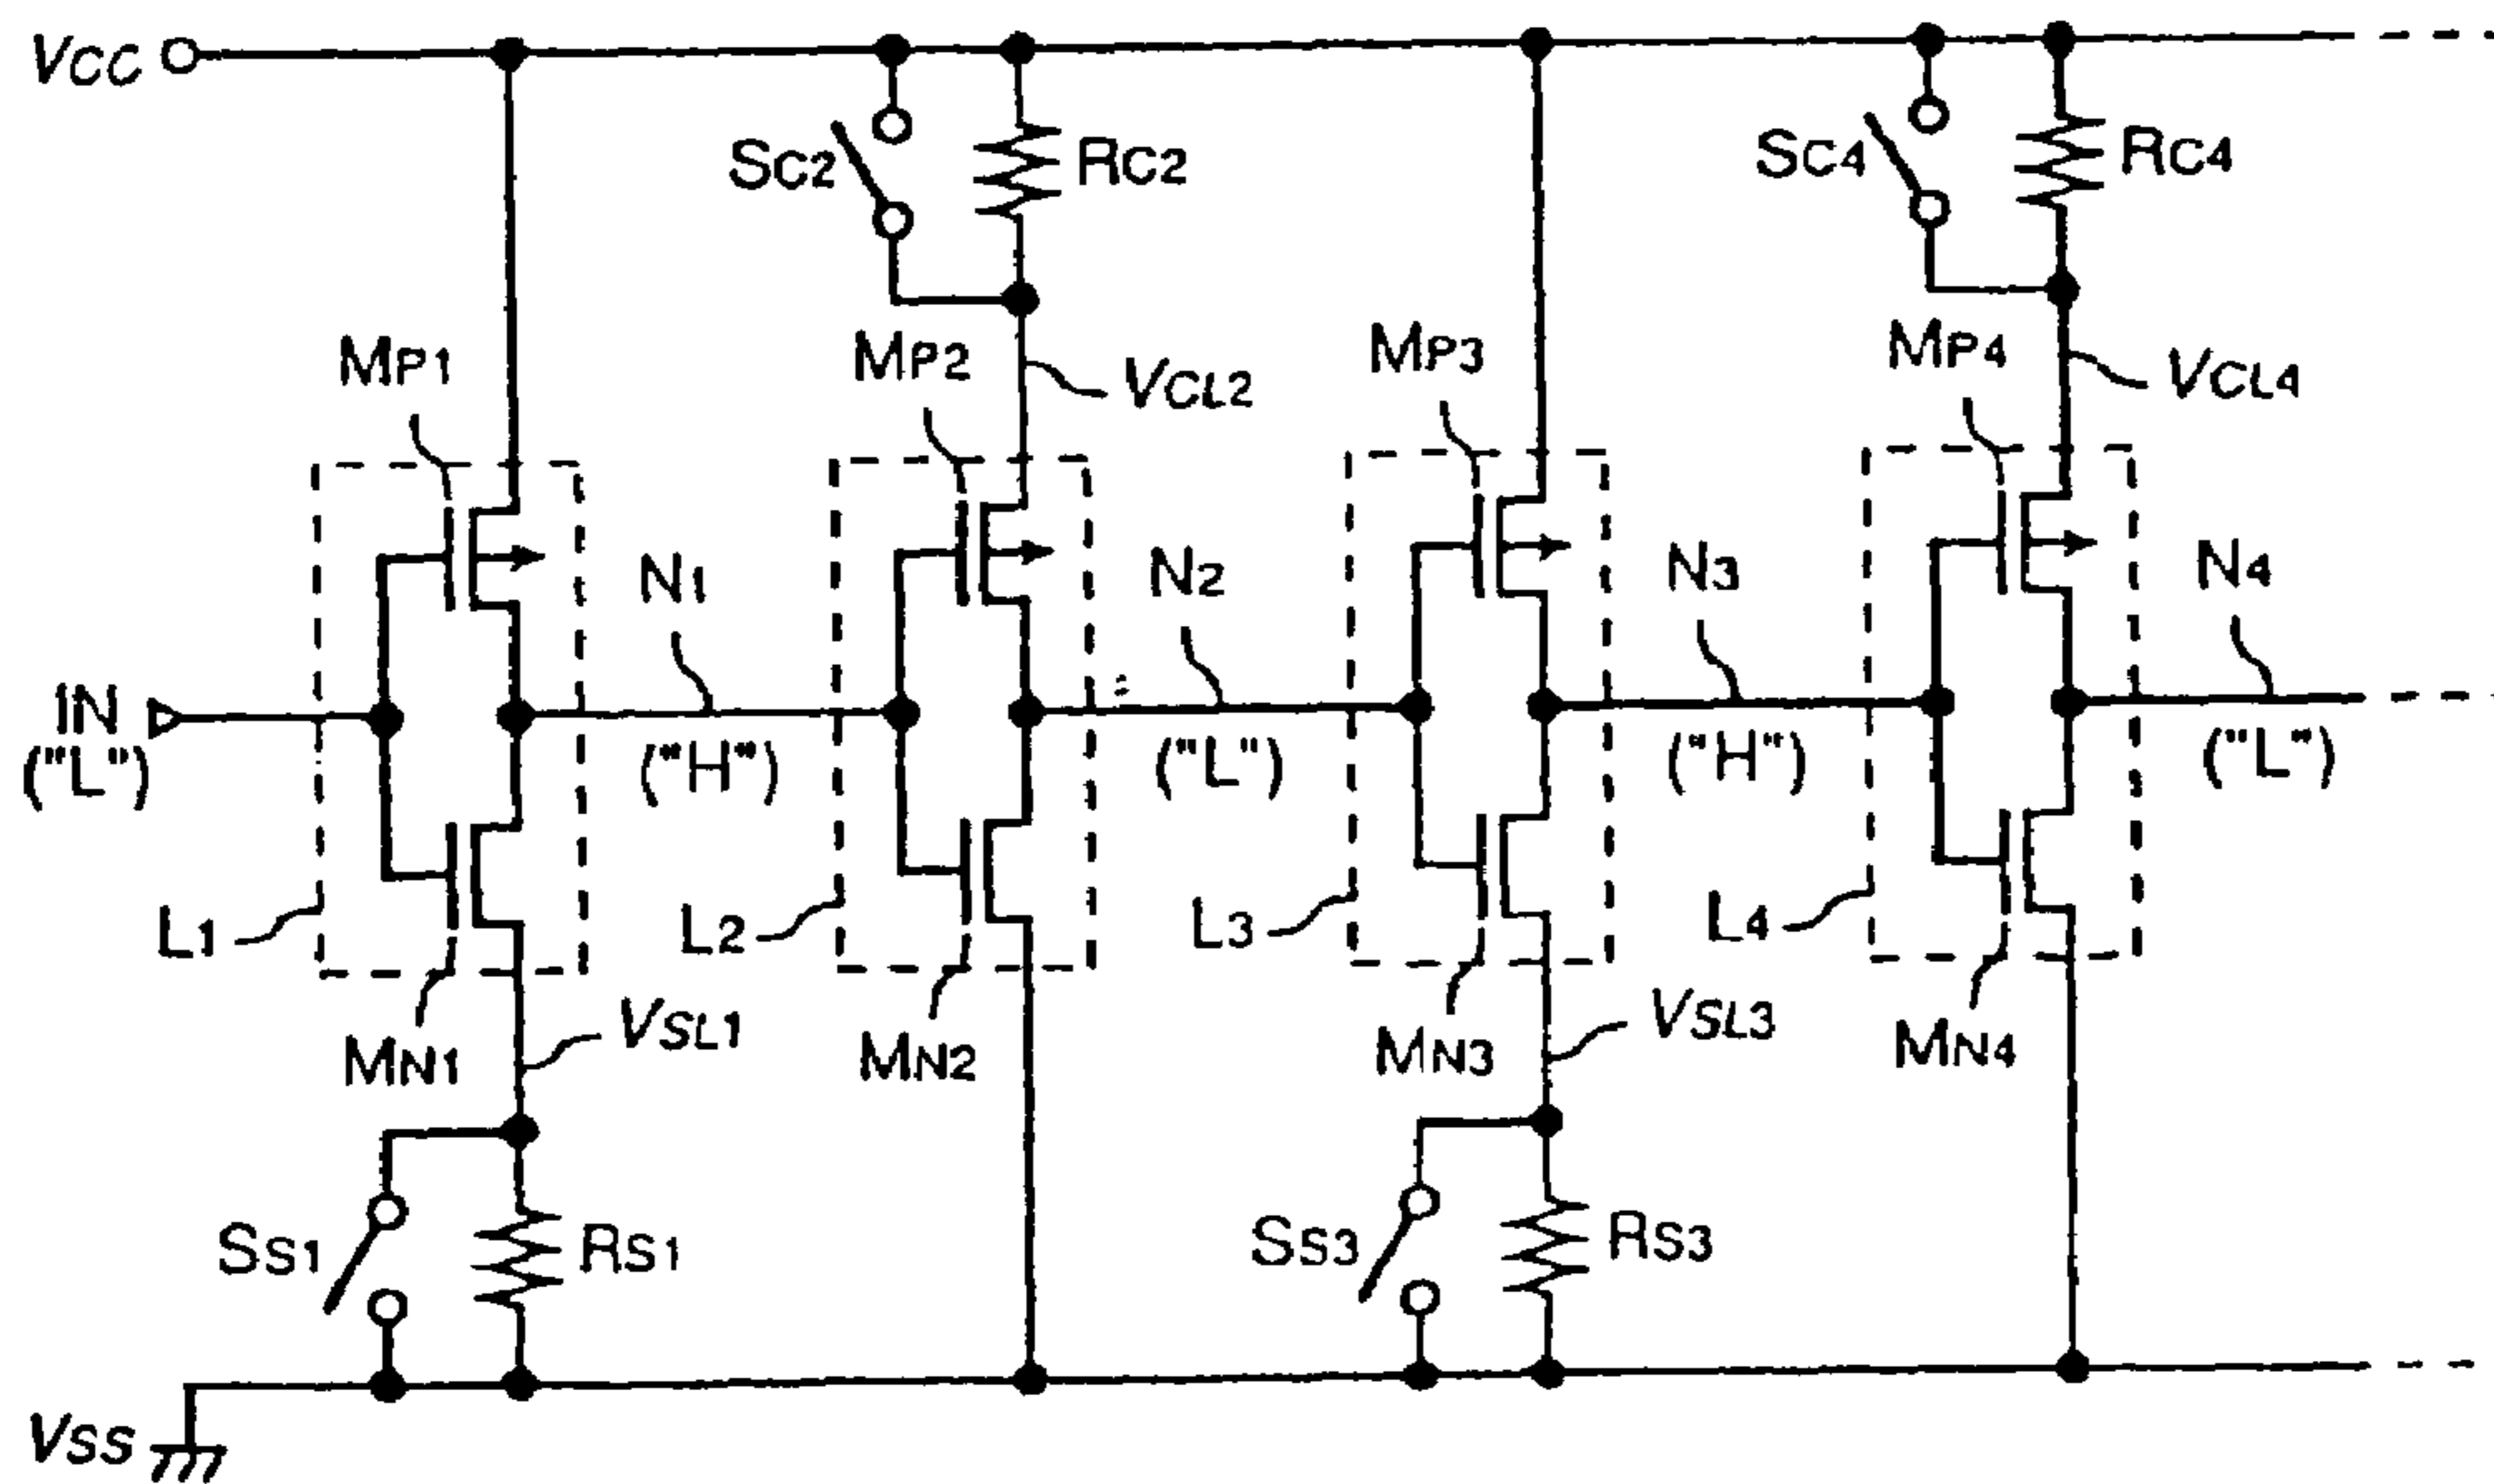 VCC
SC2
RC2
SC4
RC4
MP1
MP2
VCL2
MP3
MP4
VCL4
N1
N2
N3
N4
IN
("L")
("H")
("L")
("H")
("L")
L1
L2
L3
L4
MN1
VSL1
MN2
MN3
VSL3
MN4
SS1
RS1
SS3
RS3
VSS